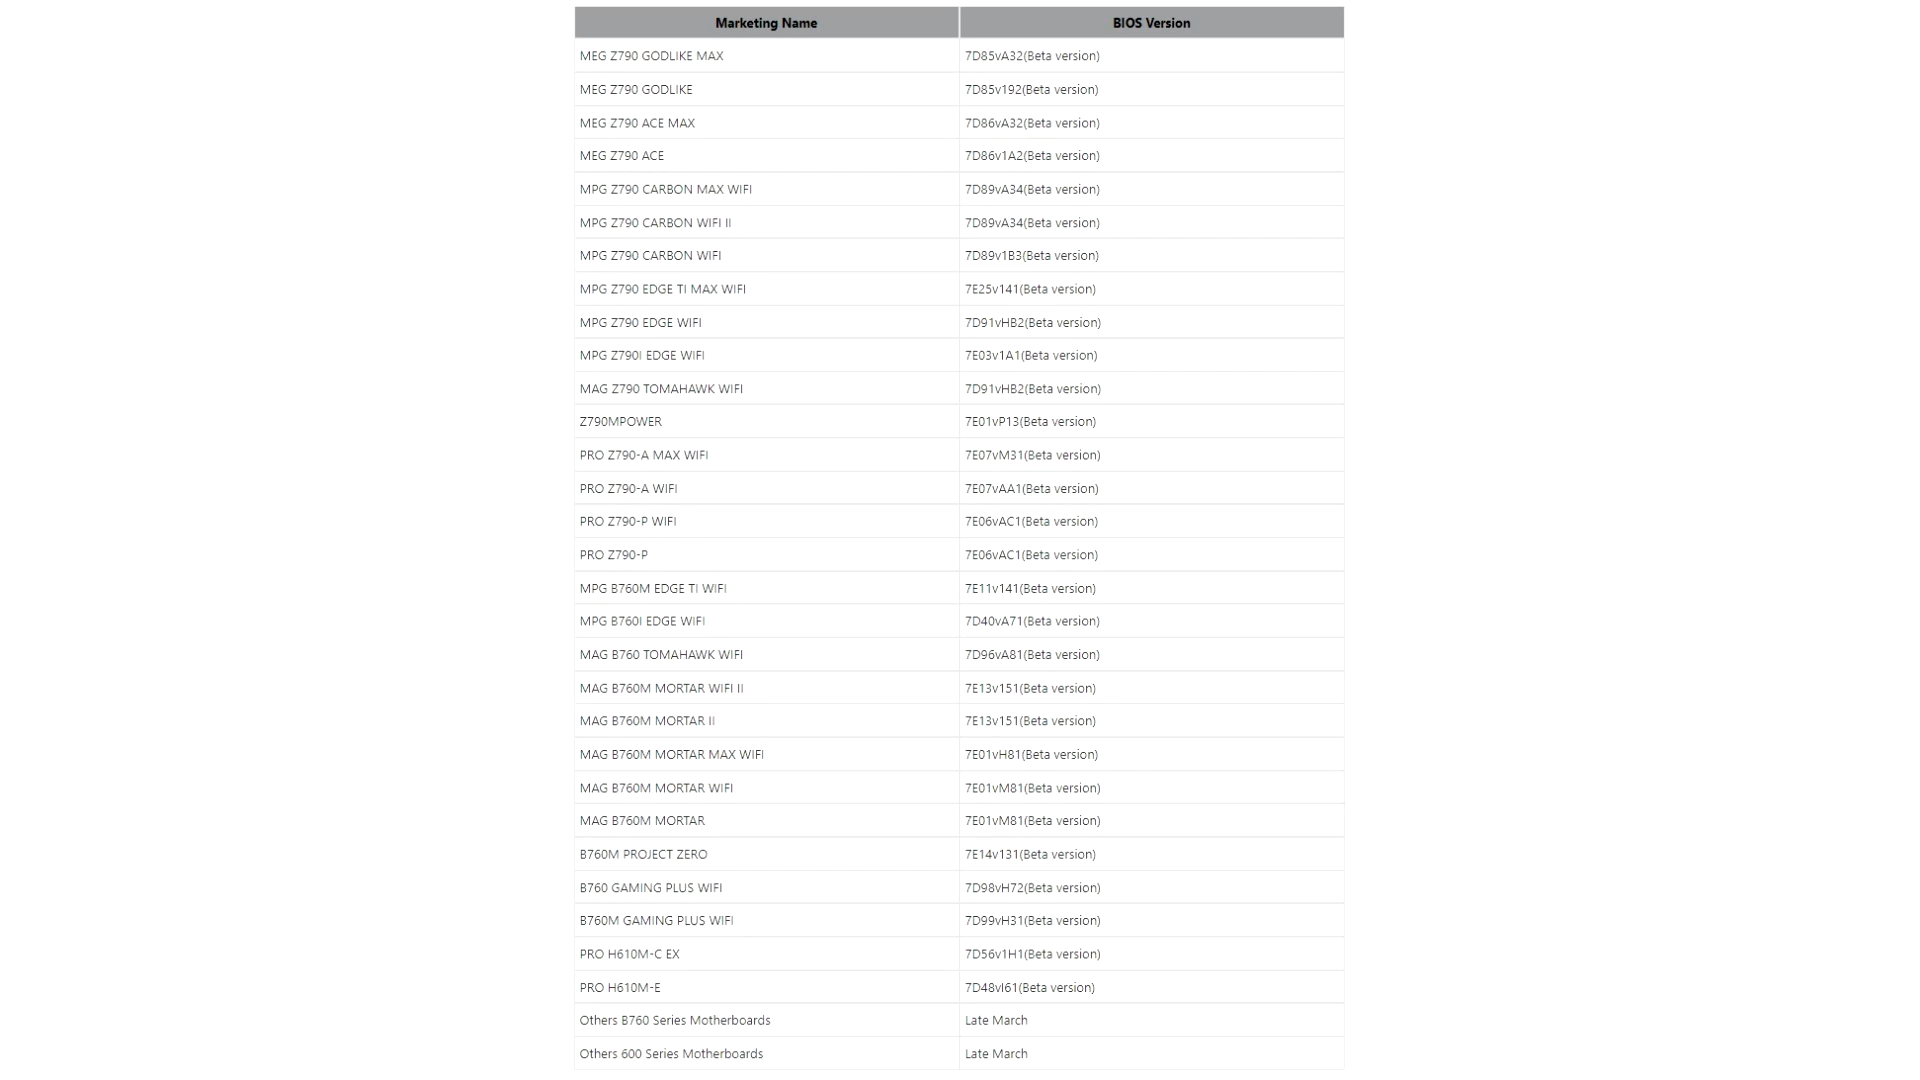 Marketing Name BIOS Version
MEG Z790 GODLIKE MAX 7D85vA32(Beta version)
MEG Z790 GODLIKE 7D85v192(Beta version)
MEG Z790 ACE MAX 7D86vA32(Beta version)
MEG Z790 ACE 7D86v1A2(Beta version)
MPG Z790 CARBON MAX WIFI 7D89vA34(Beta version)
MPG Z790 CARBON WIFI II 7D89vA34(Beta version)
MPG Z790 CARBON WIFI 7D89v1B3(Beta version)
MPG Z790 EDGE TI MAX WIFI 7E25v141(Beta version)
MPG Z790 EDGE WIFI 7D91vHB2(Beta version)
MPG Z790I EDGE WIFI 7E03v1A1(Beta version)
MAG Z790 TOMAHAWK WIFI 7D91vHB2(Beta version)
Z790MPOWER 7E01vP13(Beta version)
PRO Z790-A MAX WIFI 7E07vM31(Beta version)
PRO Z790-A WIFI 7E07vAA1(Beta version)
PRO Z790-P WIFI 7E06vAC1(Beta version)
PRO Z790-P 7E06vAC1(Beta version)
MPG B760M EDGE TI WIFI 7E11v141(Beta version)
MPG B760I EDGE WIFI 7D40vA71(Beta version)
MAG B760 TOMAHAWK WIFI 7D96vA81(Beta version)
MAG B760M MORTAR WIFI II 7E13v151(Beta version)
MAG B760M MORTAR II 7E13v151(Beta version)
MAG B760M MORTAR MAX WIFI 7E01vH81(Beta version)
MAG B760M MORTAR WIFI 7E01vM81(Beta version)
MAG B760M MORTAR 7E01vM81(Beta version)
B760M PROJECT ZERO 7E14v131(Beta version)
B760 GAMING PLUS WIFI 7D98vH72(Beta version)
B760M GAMING PLUS WIFI 7D99vH31(Beta version)
PRO H610M-C EX 7D56v1H1(Beta version)
PRO H610M-E 7D48vI61(Beta version)
Others B760 Series Motherboards Late March
Others 600 Series Motherboards Late March